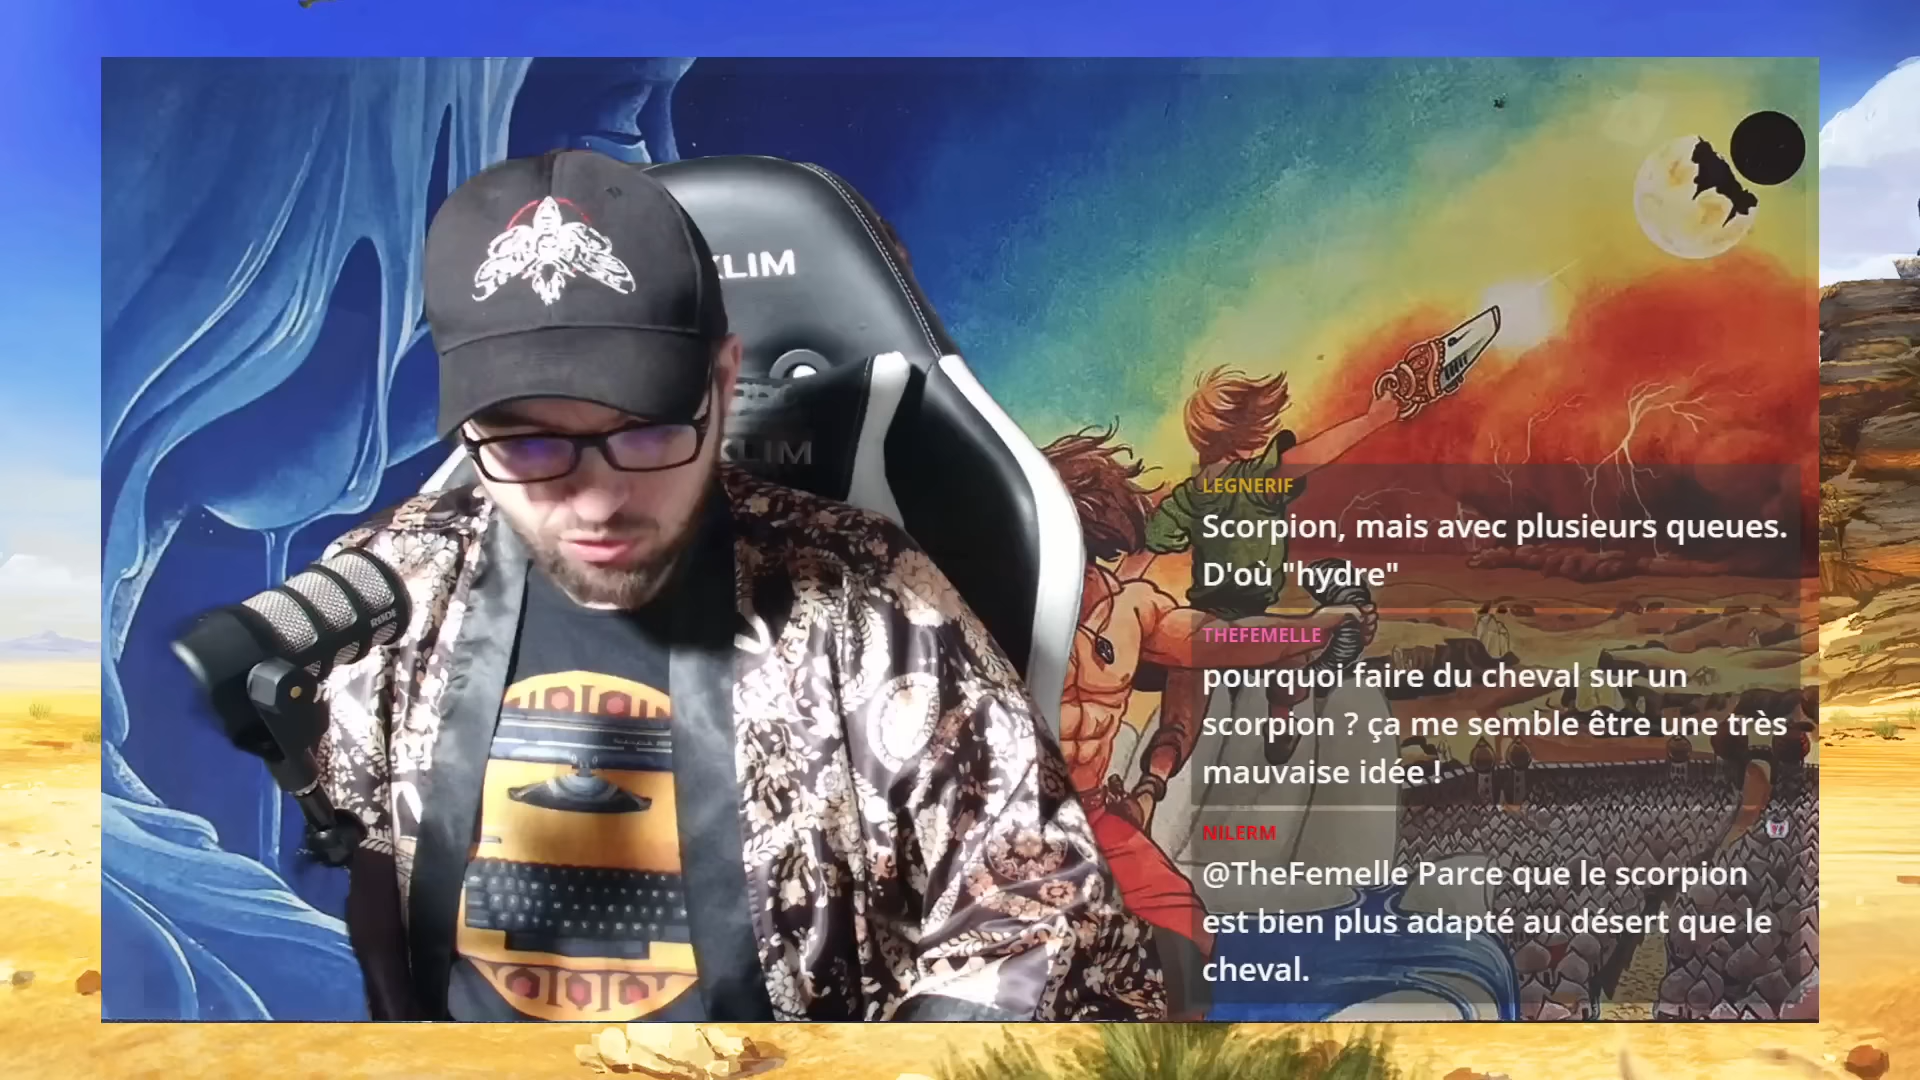 KLIM
KLIM
RØDE
LEGNERIF
Scorpion, mais avec plusieurs queues.
D'où "hydre"
THEFEMELLE
pourquoi faire du cheval sur un
scorpion ? ça me semble être une très
mauvaise idée !
NILERM
@TheFemelle Parce que le scorpion
est bien plus adapté au désert que le
cheval.